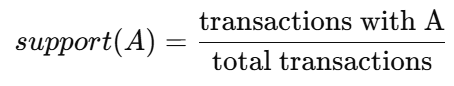 support(A) = transactions with A / total transactions